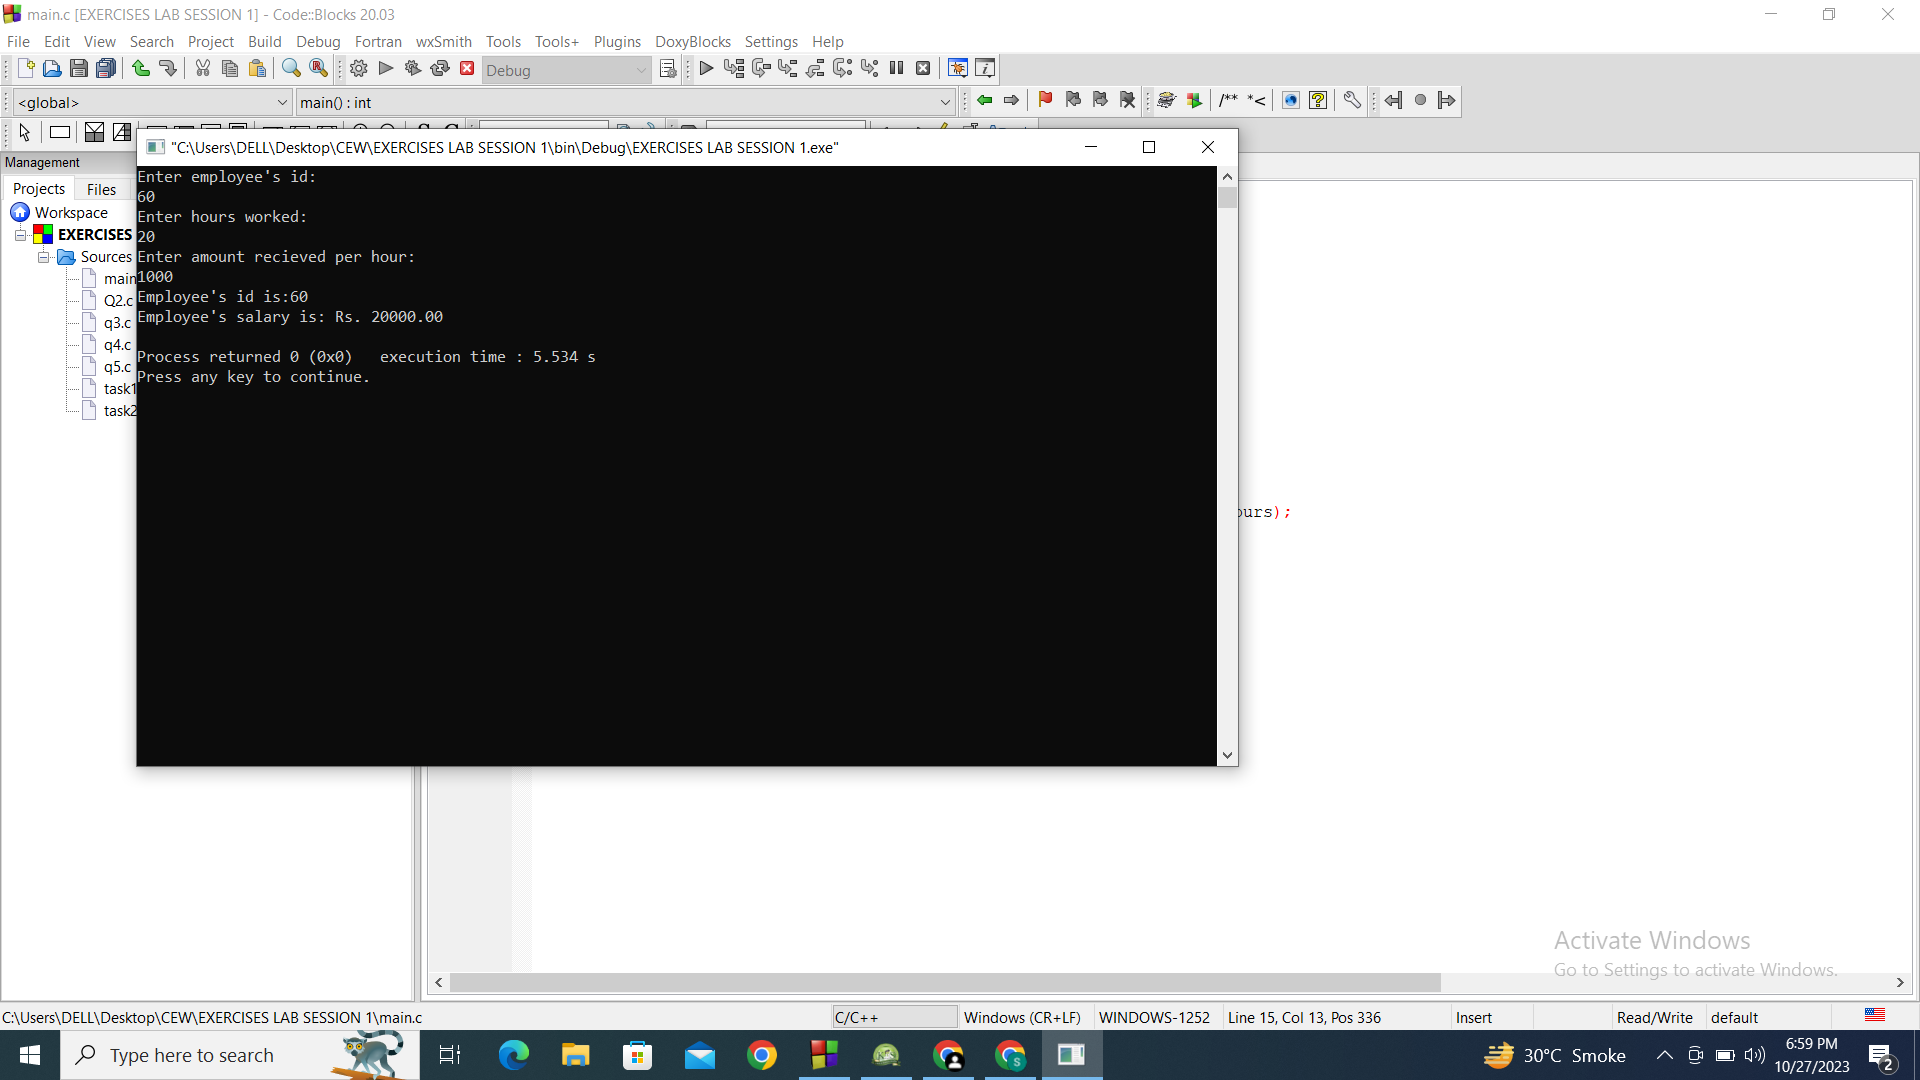 main.c [EXERCISES LAB SESSION 1] - Code::Blocks 20.03
File Edit View Search Project Build Debug Fortran wxSmith Tools Tools+ Plugins DoxyBlocks Settings Help
Debug
<global> main() : int /** *<
Management
Projects Files
Workspace
EXERCISES
Sources
main
Q2.c
q3.c
q4.c
q5.c
task1
task2
"C:\Users\DELL\Desktop\CEW\EXERCISES LAB SESSION 1\bin\Debug\EXERCISES LAB SESSION 1.exe"
Enter employee's id:
60
Enter hours worked:
20
Enter amount recieved per hour:
1000
Employee's id is:60
Employee's salary is: Rs. 20000.00
Process returned 0 (0x0)   execution time : 5.534 s
Press any key to continue.
ours);
Activate Windows
Go to Settings to activate Windows.
C:\Users\DELL\Desktop\CEW\EXERCISES LAB SESSION 1\main.c C/C++ Windows (CR+LF) WINDOWS-1252 Line 15, Col 13, Pos 336 Insert Read/Write default
Type here to search
30°C Smoke
6:59 PM
10/27/2023
2